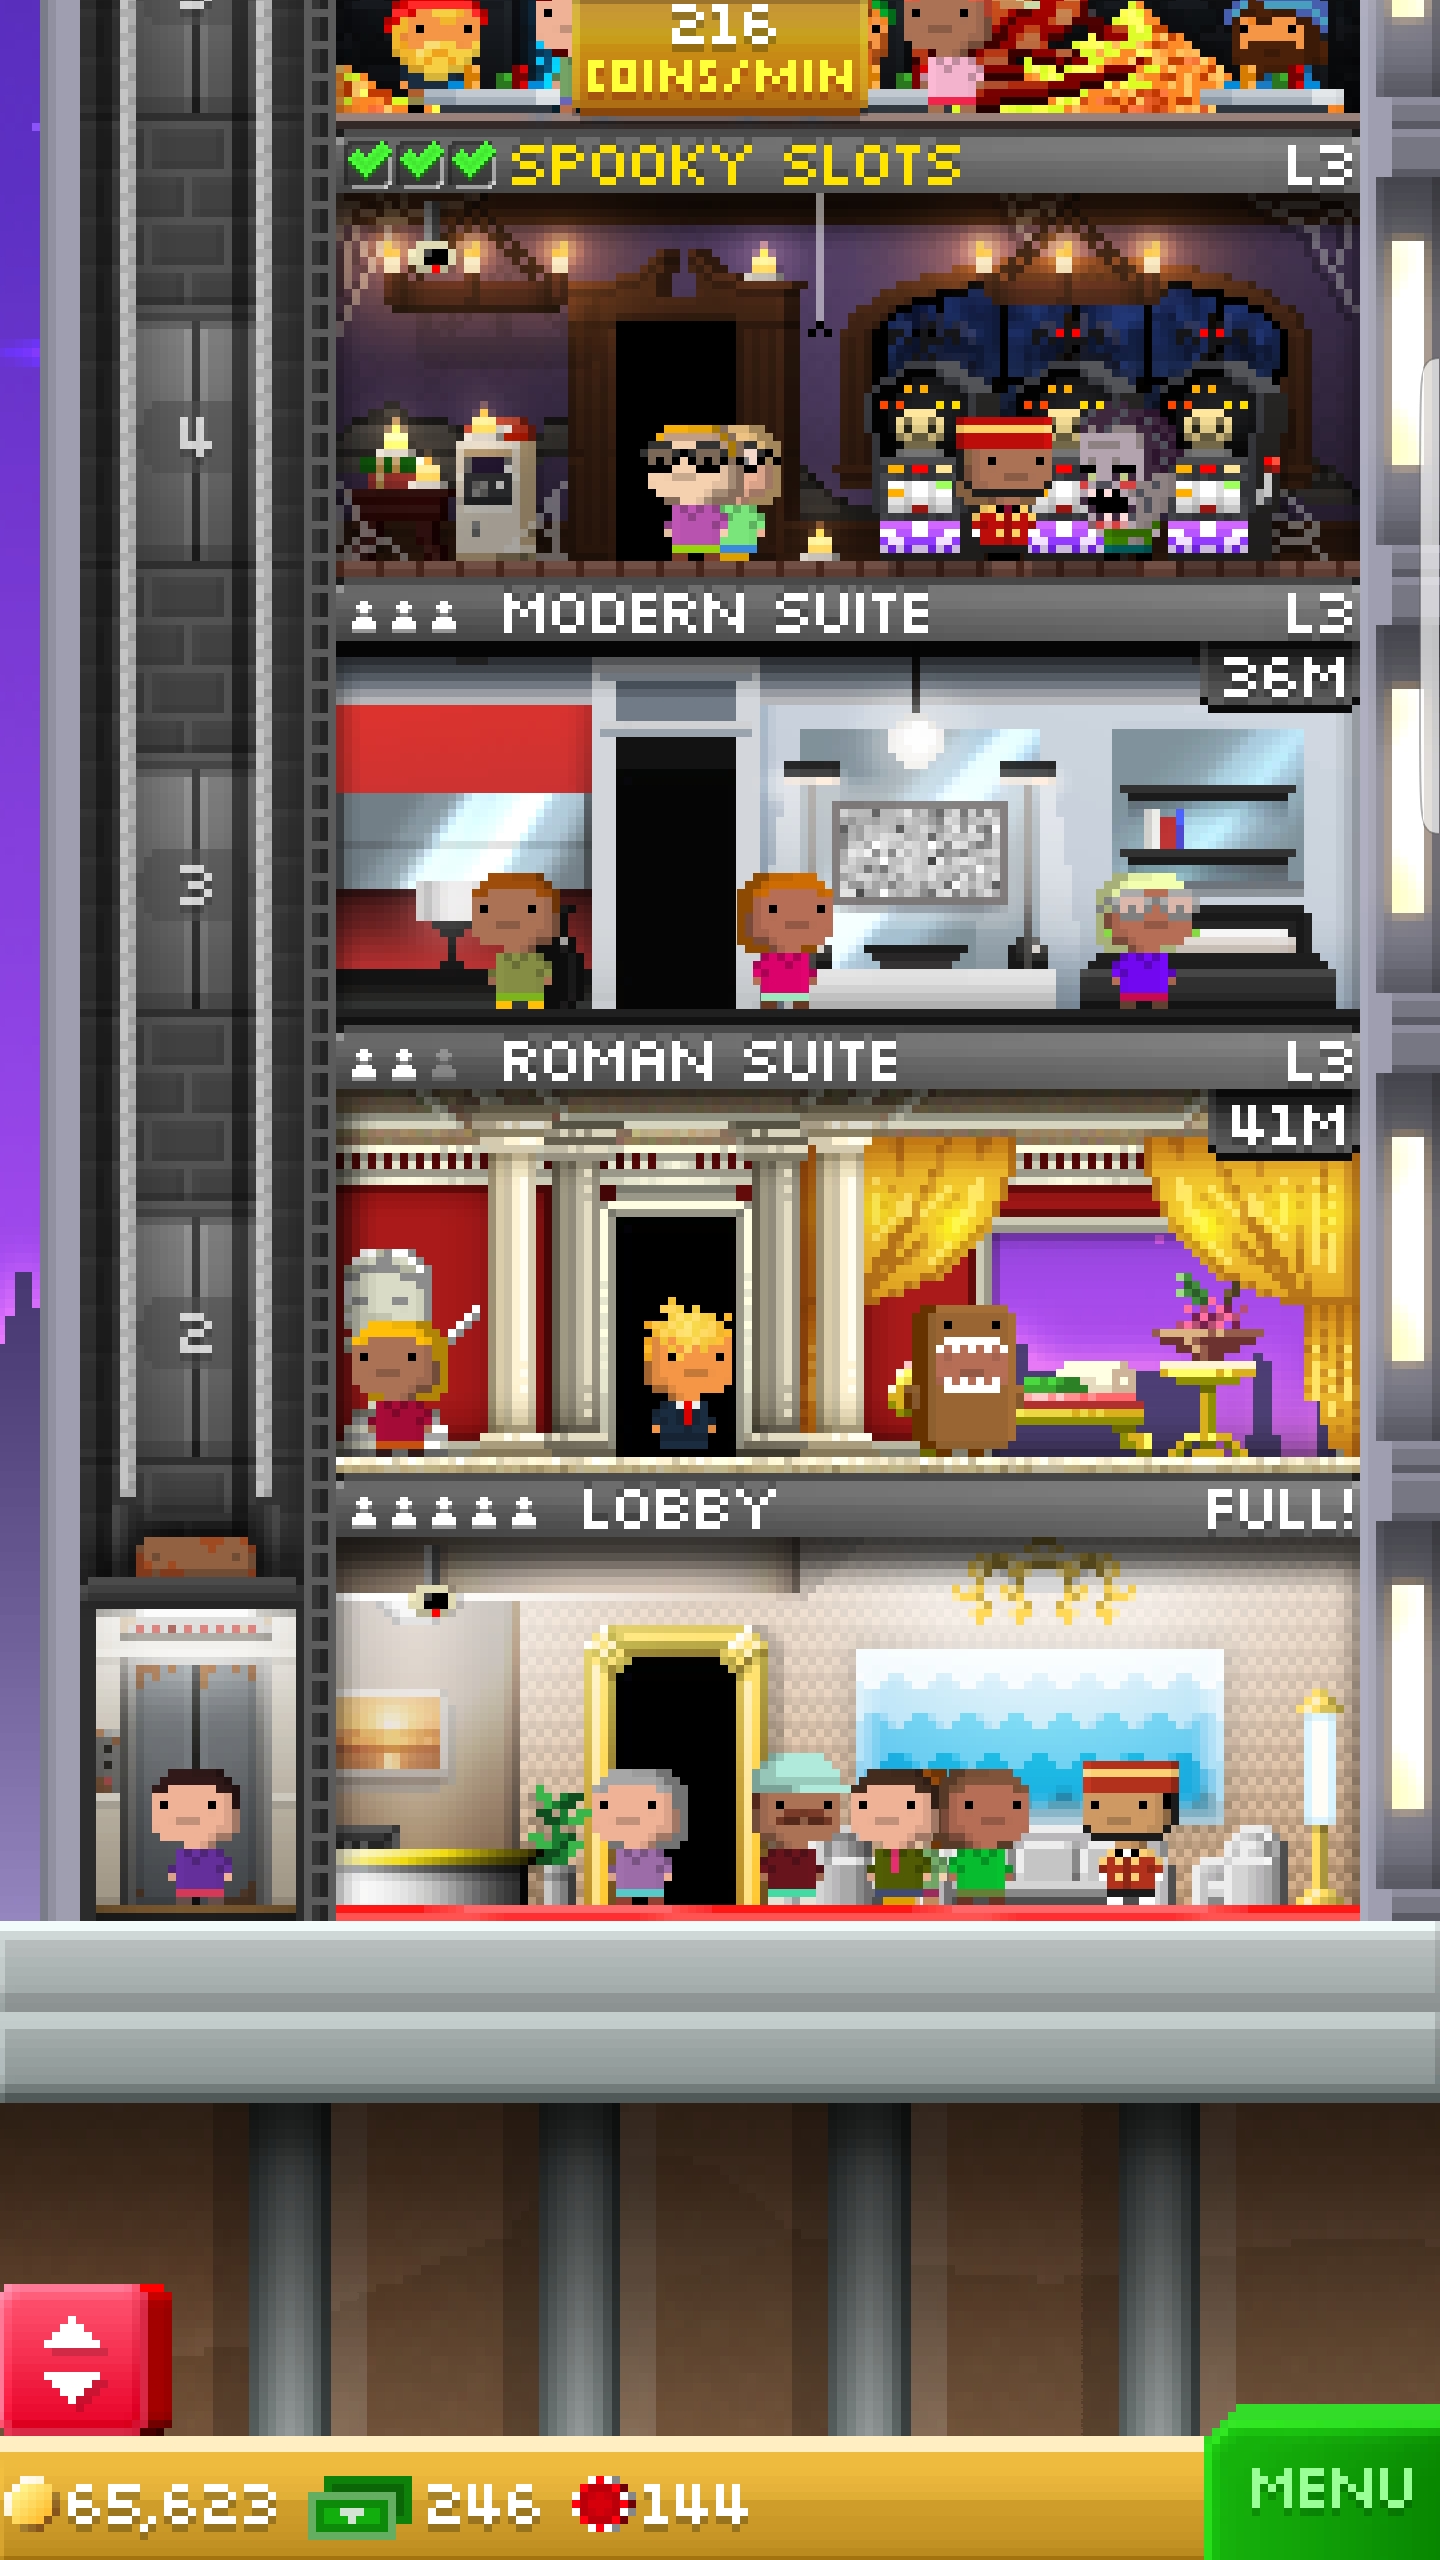 216
COINS/MIN
SPOOKY SLOTS L3
4
MODERN SUITE L3
36M
3
ROMAN SUITE L3
41M
2
LOBBY FULL!
65,623 246 144
MENU